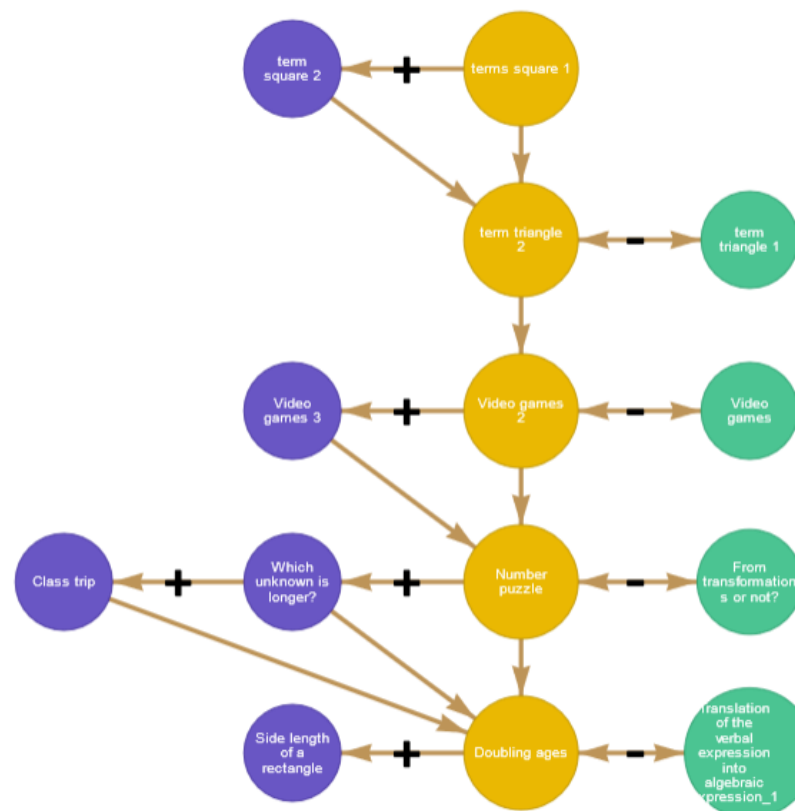 term
square 2
+
terms square 1
term triangle
2
-
term
triangle 1
Video
games 3
+
Video games
2
-
Video
games
Class trip
+
Which
unknown is
longer?
+
Number
puzzle
-
From
transformation
s or not?
Side length
of a
rectangle
+
Doubling ages
-
Translation
of the
verbal
expression
into
algebraic
expression_1